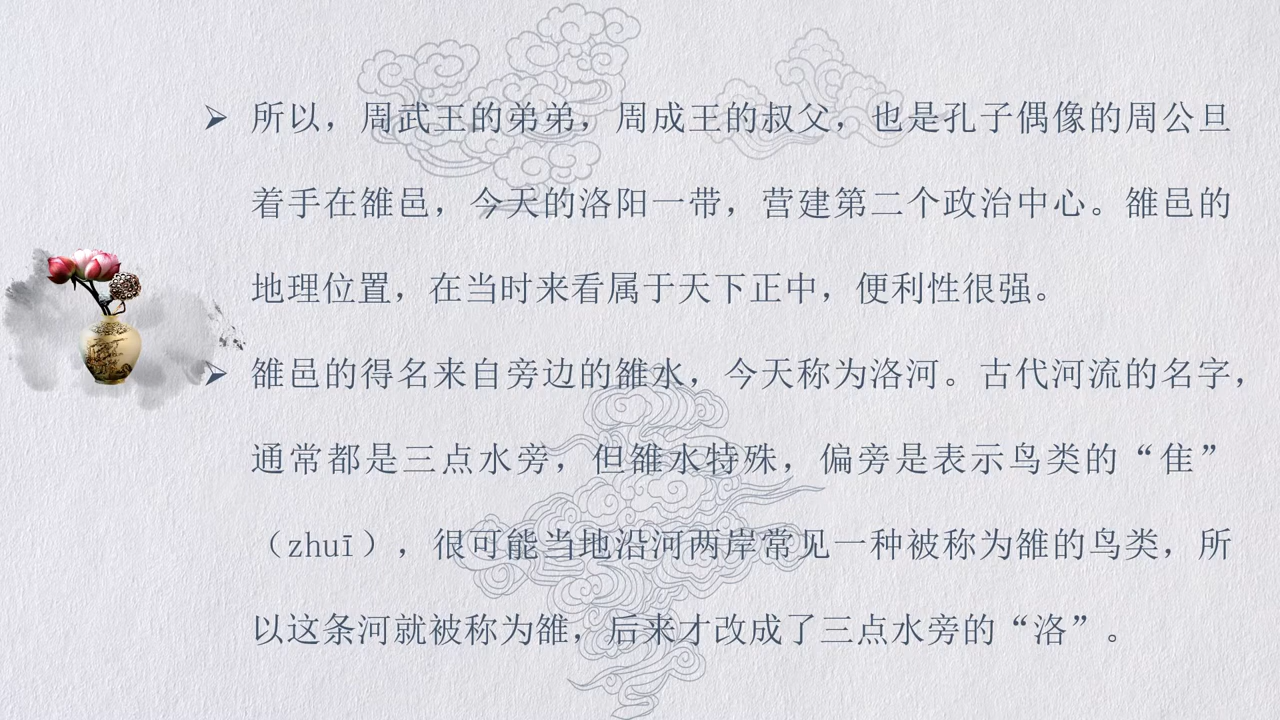 所以，周武王的弟弟，周成王的叔父，也是孔子偶像的周公旦
着手在雒邑，今天的洛阳一带，营建第二个政治中心。雒邑的
地理位置，在当时来看属于天下正中，便利性很强。
雒邑的得名来自旁边的雒水，今天称为洛河。古代河流的名字，
通常都是三点水旁，但雒水特殊，偏旁是表示鸟类的“隹”
（zhuī），很可能当地沿河两岸常见一种被称为雒的鸟类，所
以这条河就被称为雒，后来才改成了三点水旁的“洛”。